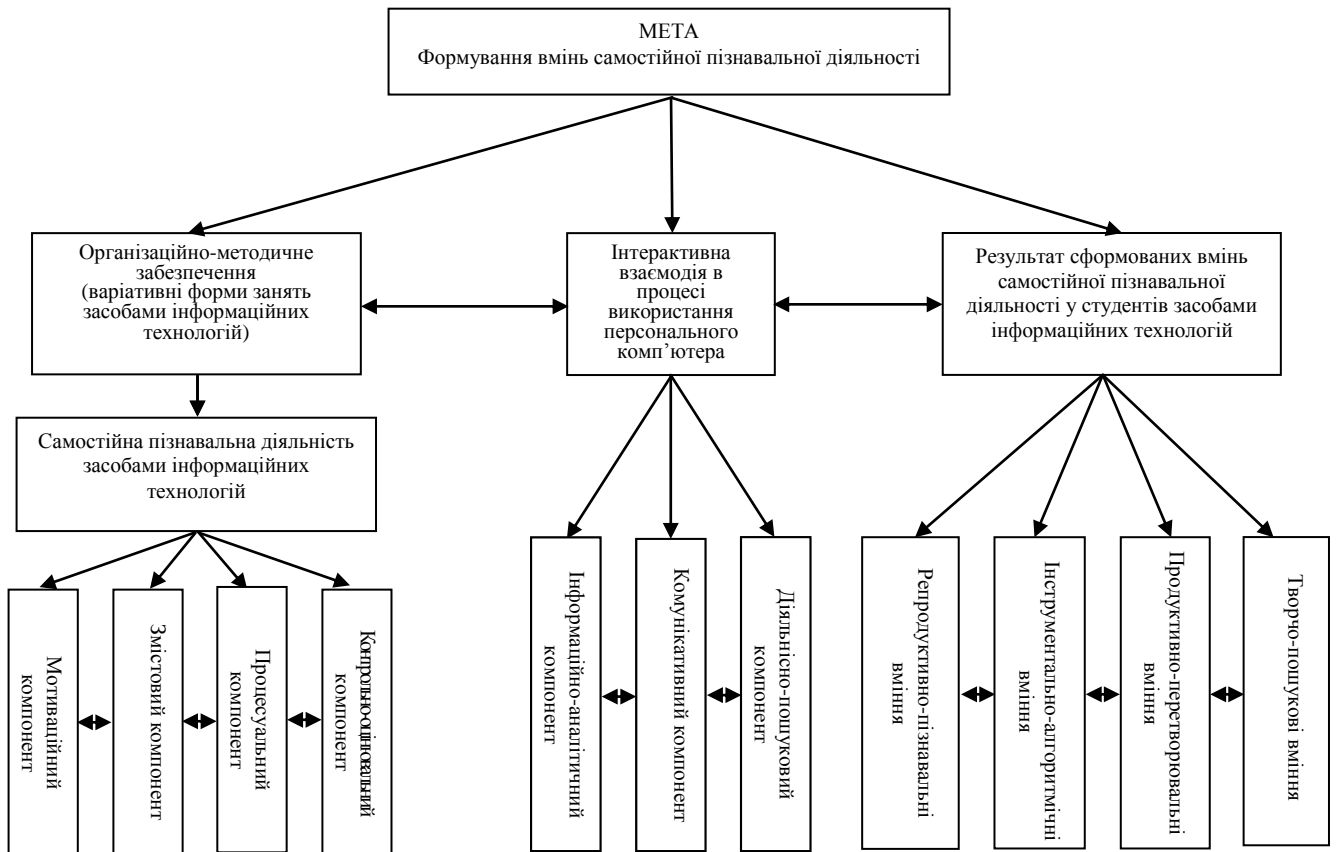 МЕТА
Формування вмінь самостійної пізнавальної діяльності
Організаційно-методичне
забезпечення
(варіативні форми занять
засобами інформаційних
технологій)
Інтерактивна
взаємодія в
процесі
використання
персонального
комп’ютера
Результат сформованих вмінь
самостійної пізнавальної
діяльності у студентів засобами
інформаційних технологій
Самостійна пізнавальна діяльність
засобами інформаційних
технологій
Мотиваційний
компонент
Змістовий компонент
Процесуальний
компонент
Контрольно-оцінювальний
компонент
Інформаційно-аналітичний
компонент
Комунікативний компонент
Діяльнісно-пошуковий
компонент
Репродуктивно-пізнавальні
вміння
Інструментально-алгоритмічні
вміння
Продуктивно-перетворювальні
вміння
Творчо-пошукові вміння